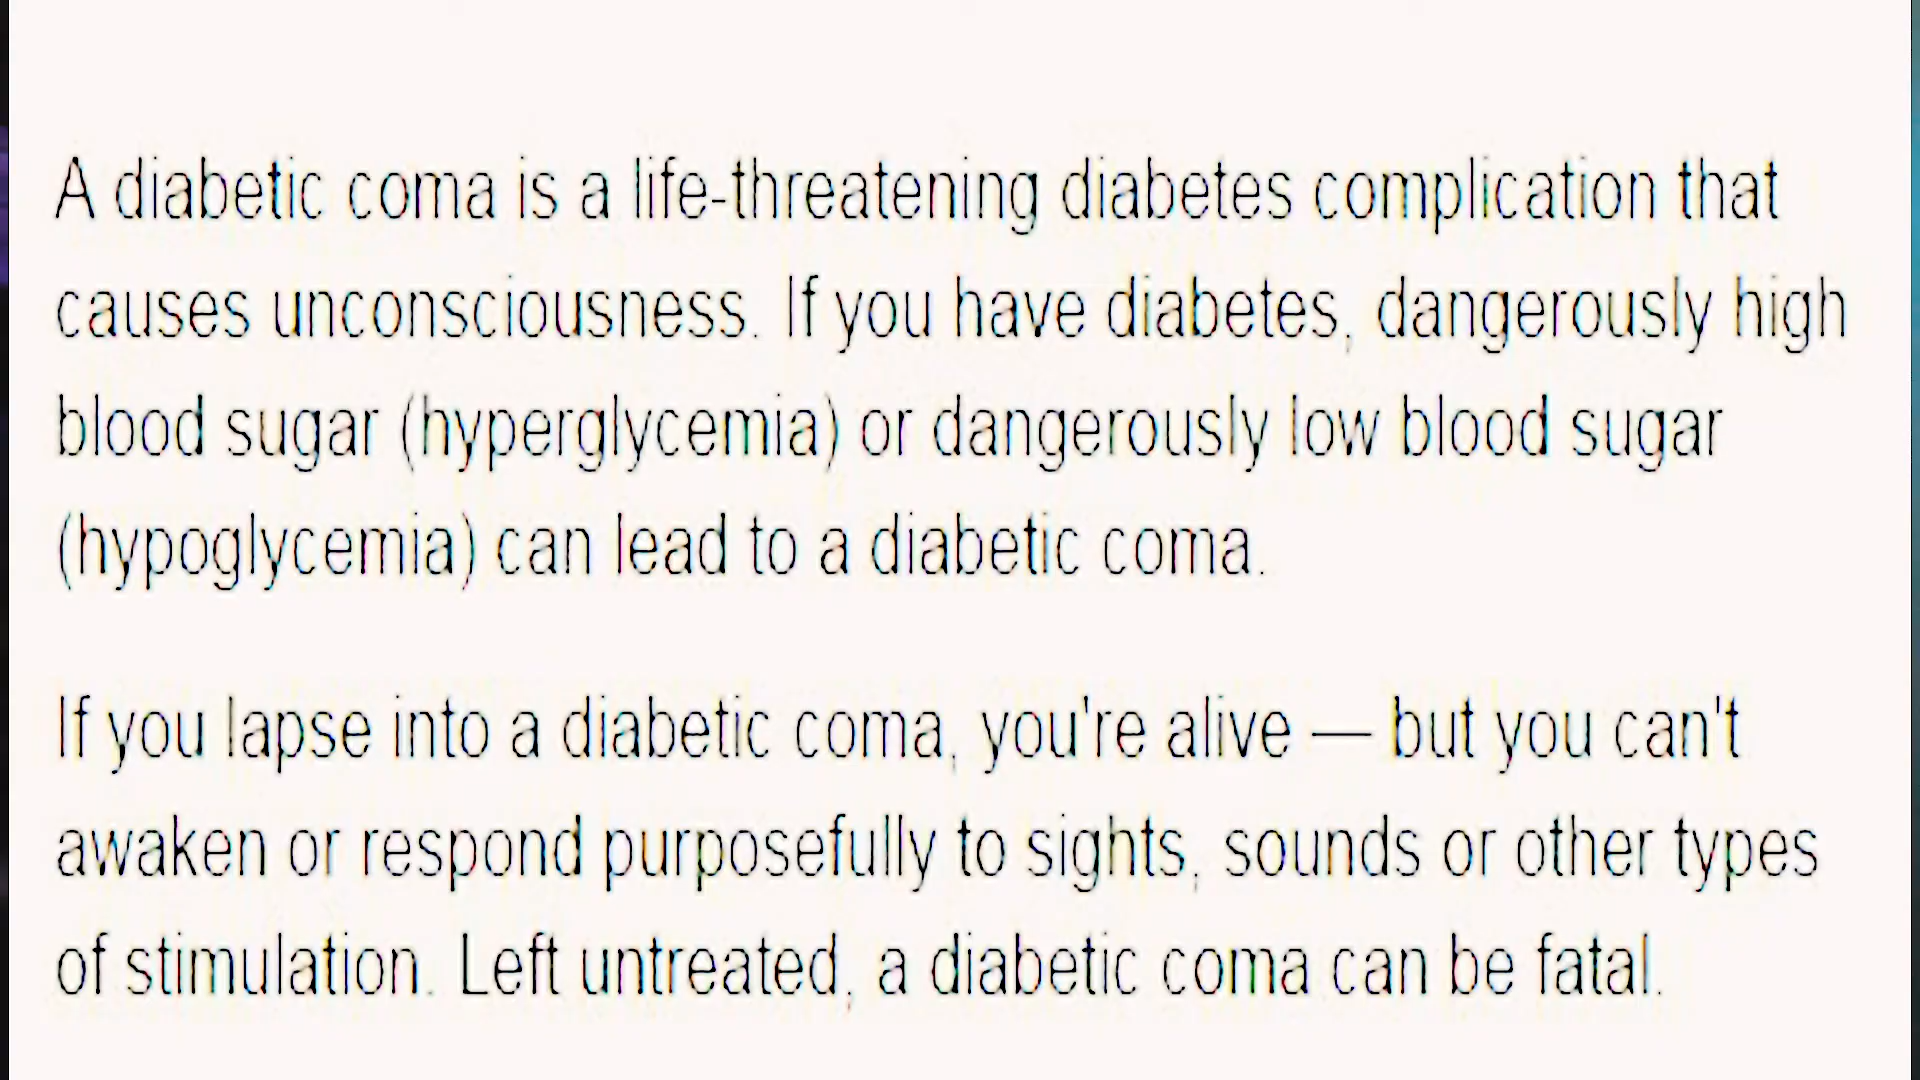 A diabetic coma is a life-threatening diabetes complication that
causes unconsciousness. If you have diabetes, dangerously high
blood sugar (hyperglycemia) or dangerously low blood sugar
(hypoglycemia) can lead to a diabetic coma.
If you lapse into a diabetic coma, you're alive — but you can't
awaken or respond purposefully to sights, sounds or other types
of stimulation. Left untreated, a diabetic coma can be fatal.